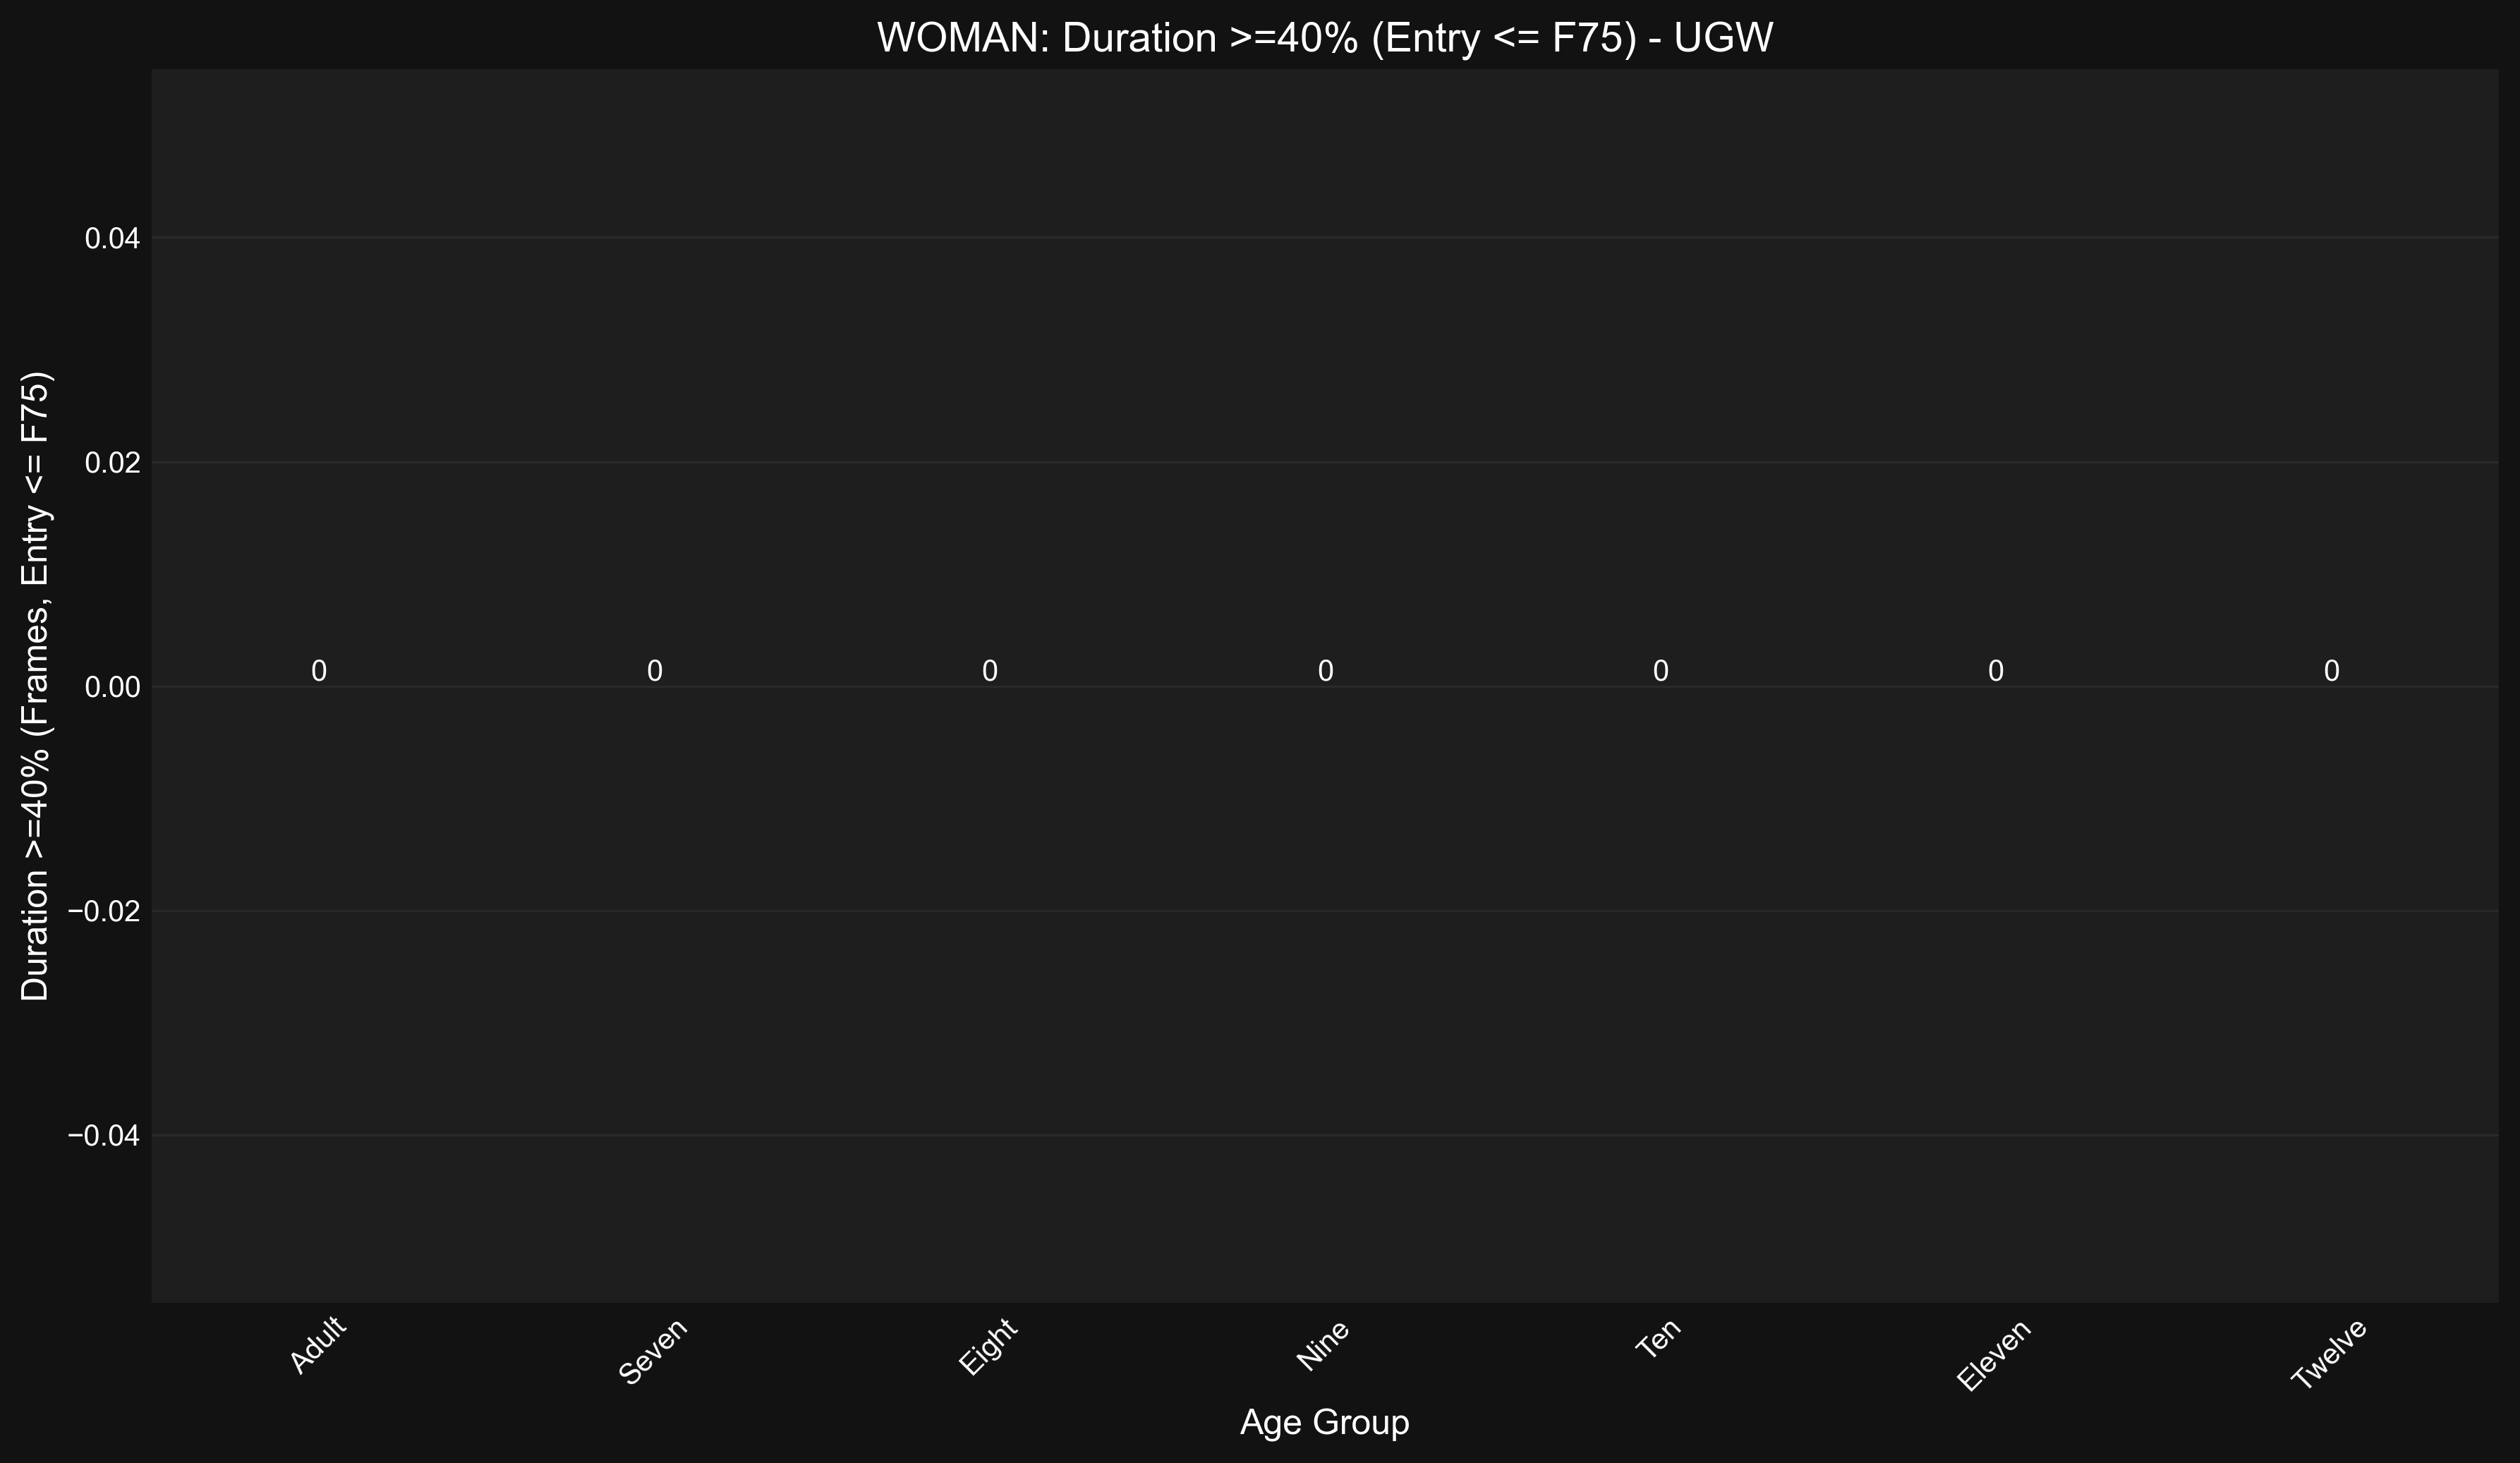 WOMAN: Duration >=40% (Entry <= F75) - UGW
Duration >=40% (Frames, Entry <= F75)
0.04
0.02
0.00
−0.02
−0.04
0 0 0 0 0 0 0
Adult Seven Eight Nine Ten Eleven Twelve
Age Group